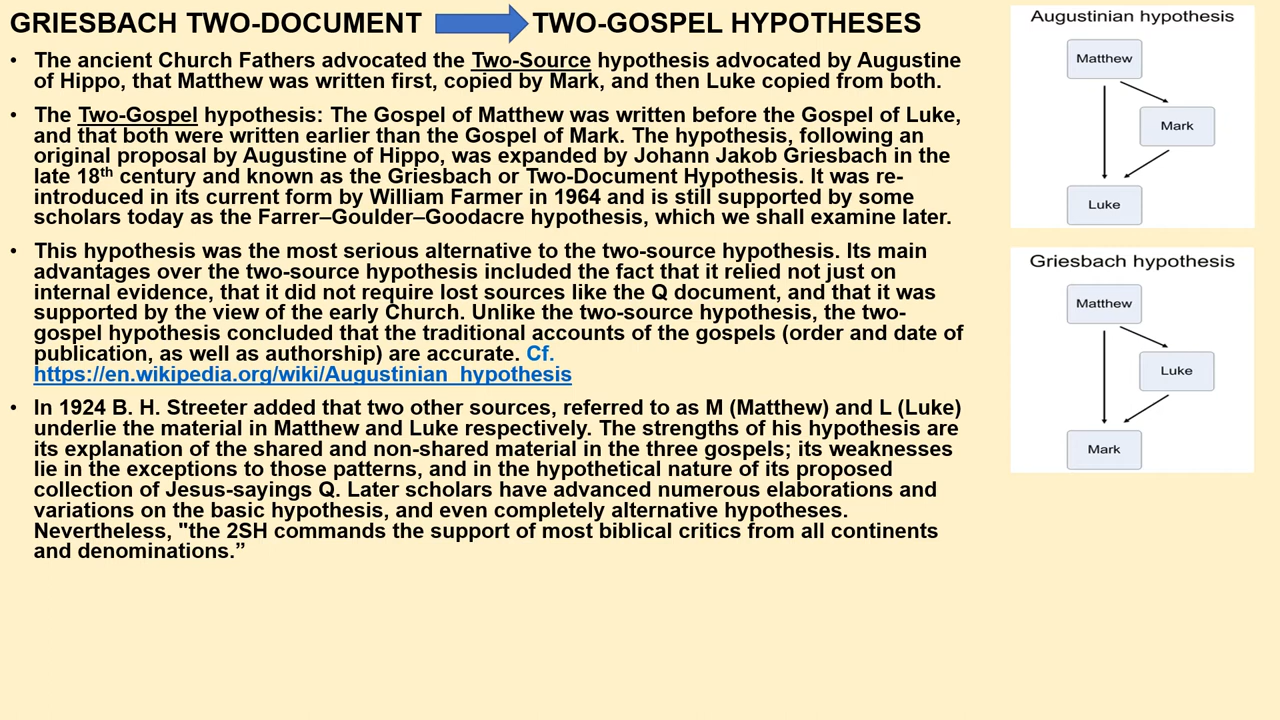 GRIESBACH TWO-DOCUMENT TWO-GOSPEL HYPOTHESES
• The ancient Church Fathers advocated the Two-Source hypothesis advocated by Augustine
of Hippo, that Matthew was written first, copied by Mark, and then Luke copied from both.
• The Two-Gospel hypothesis: The Gospel of Matthew was written before the Gospel of Luke,
and that both were written earlier than the Gospel of Mark. The hypothesis, following an
original proposal by Augustine of Hippo, was expanded by Johann Jakob Griesbach in the
late 18th century and known as the Griesbach or Two-Document Hypothesis. It was re-
introduced in its current form by William Farmer in 1964 and is still supported by some
scholars today as the Farrer–Goulder–Goodacre hypothesis, which we shall examine later.
• This hypothesis was the most serious alternative to the two-source hypothesis. Its main
advantages over the two-source hypothesis included the fact that it relied not just on
internal evidence, that it did not require lost sources like the Q document, and that it was
supported by the view of the early Church. Unlike the two-source hypothesis, the two-
gospel hypothesis concluded that the traditional accounts of the gospels (order and date of
publication, as well as authorship) are accurate. Cf.
https://en.wikipedia.org/wiki/Augustinian_hypothesis
• In 1924 B. H. Streeter added that two other sources, referred to as M (Matthew) and L (Luke)
underlie the material in Matthew and Luke respectively. The strengths of his hypothesis are
its explanation of the shared and non-shared material in the three gospels; its weaknesses
lie in the exceptions to those patterns, and in the hypothetical nature of its proposed
collection of Jesus-sayings Q. Later scholars have advanced numerous elaborations and
variations on the basic hypothesis, and even completely alternative hypotheses.
Nevertheless, "the 2SH commands the support of most biblical critics from all continents
and denominations.”
Augustinian hypothesis
Matthew
Mark
Luke
Griesbach hypothesis
Matthew
Luke
Mark